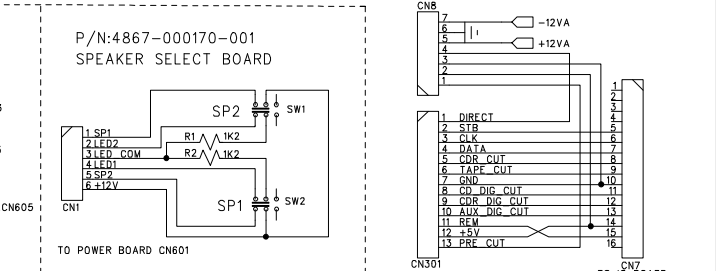 P/N:4867-000170-001
SPEAKER SELECT BOARD
SP2
SW1
R1 1K2
R2 1K2
1 SP1
2 LED2
3 LED COM
4 LED1
5 SP2
6 +12V
CN1
SP1
SW2
CN605
TO POWER BOARD CN601
CN8
7
6
5
4
3
2
1
-12VA
+12VA
1 DIRECT
2 STB
3 CLK
4 DATA
5 CDR CUT
6 TAPE CUT
7 GND
8 CD DIG CUT
9 CDR DIG CUT
10 AUX DIG CUT
11 REM
12 +5V
13 PRE CUT
CN301
1
2
3
4
5
6
7
8
9
10
11
12
13
14
15
16
CN7